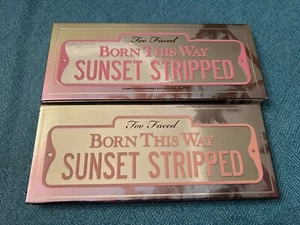 Too Faced
BORN THIS WAY
SUNSET STRIPPED
Too Faced
BORN THIS WAY
SUNSET STRIPPED